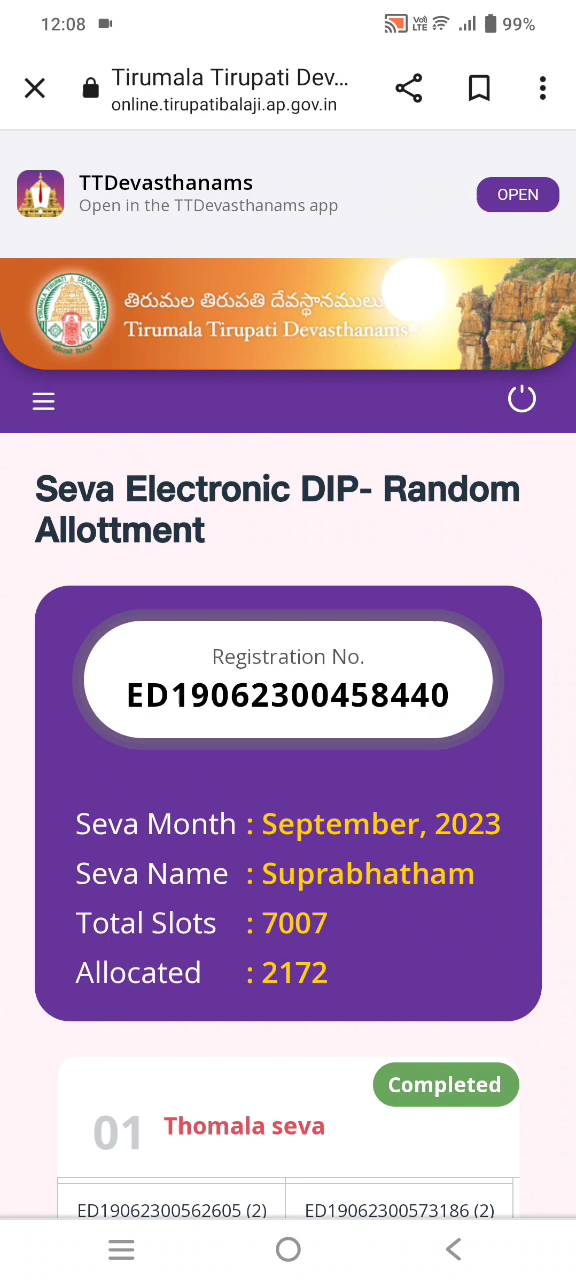 12:08 Vo) LTE 99%
Tirumala Tirupati Dev...
online.tirupatibalaji.ap.gov.in
TTDevasthanams
Open in the TTDevasthanams app
OPEN
తిరుమల తిరుపతి దేవస్థానములు
Tirumala Tirupati Devasthanams
Seva Electronic DIP- Random
Allottment
Registration No.
ED19062300458440
Seva Month : September, 2023
Seva Name : Suprabhatham
Total Slots : 7007
Allocated : 2172
Completed
01 Thomala seva
ED19062300562605 (2) ED19062300573186 (2)